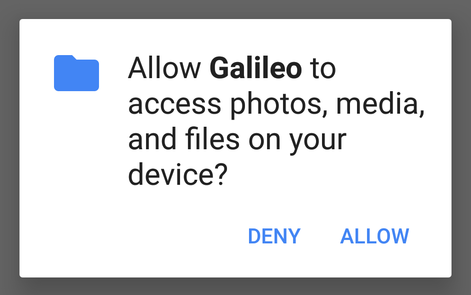 Allow Galileo to
access photos, media,
and files on your
device?
DENY ALLOW